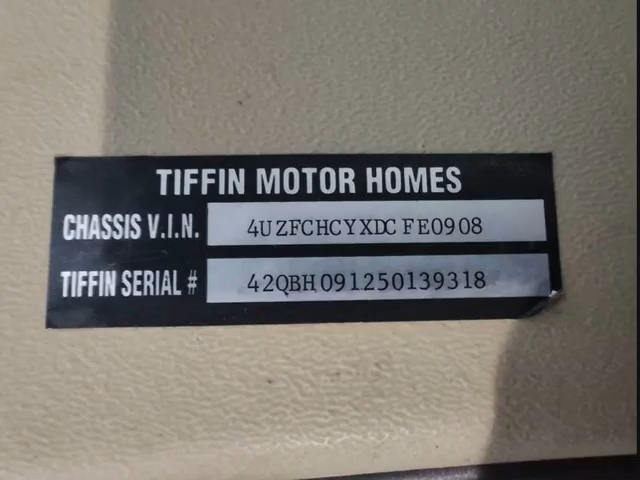 TIFFIN MOTOR HOMES
CHASSIS V.I.N. 4UZFCHCYXDCFE0908
TIFFIN SERIAL # 42QBH091250139318